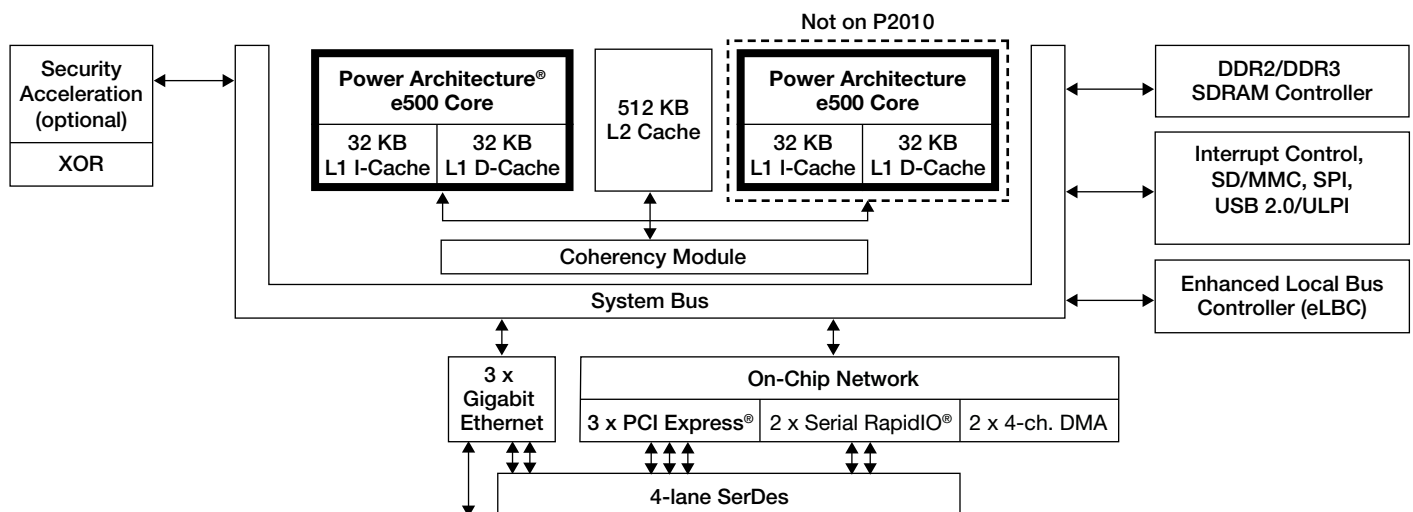 Not on P2010
Security
Acceleration
(optional)
XOR
Power Architecture®
e500 Core
32 KB
L1 I-Cache
32 KB
L1 D-Cache
512 KB
L2 Cache
Power Architecture
e500 Core
32 KB
L1 I-Cache
32 KB
L1 D-Cache
DDR2/DDR3
SDRAM Controller
Interrupt Control,
SD/MMC, SPI,
USB 2.0/ULPI
Coherency Module
System Bus
Enhanced Local Bus
Controller (eLBC)
3 x
Gigabit
Ethernet
On-Chip Network
3 x PCI Express®
2 x Serial RapidIO®
2 x 4-ch. DMA
4-lane SerDes